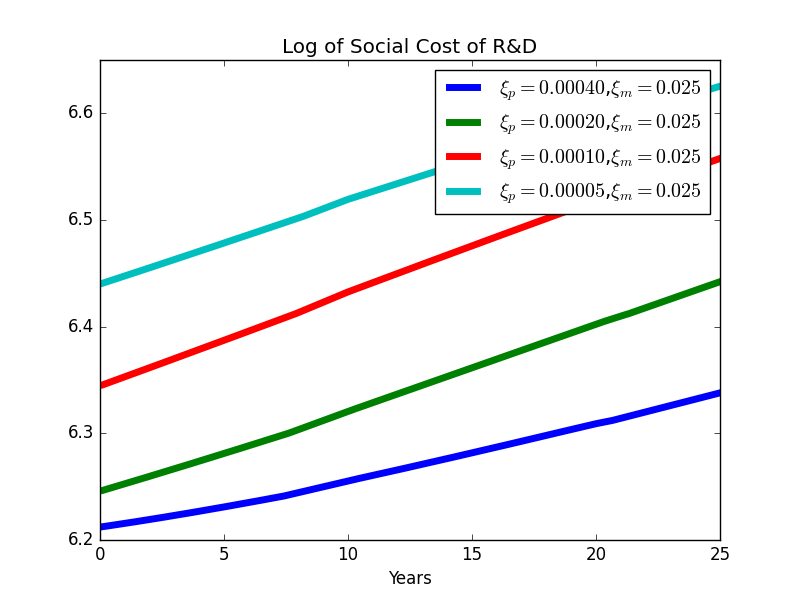 Log of Social Cost of R&D
6.6
6.5
6.4
6.3
6.2
ξp = 0.00040,ξm = 0.025
ξp = 0.00020,ξm = 0.025
ξp = 0.00010,ξm = 0.025
ξp = 0.00005,ξm = 0.025
0 5 10 15 20 25
Years